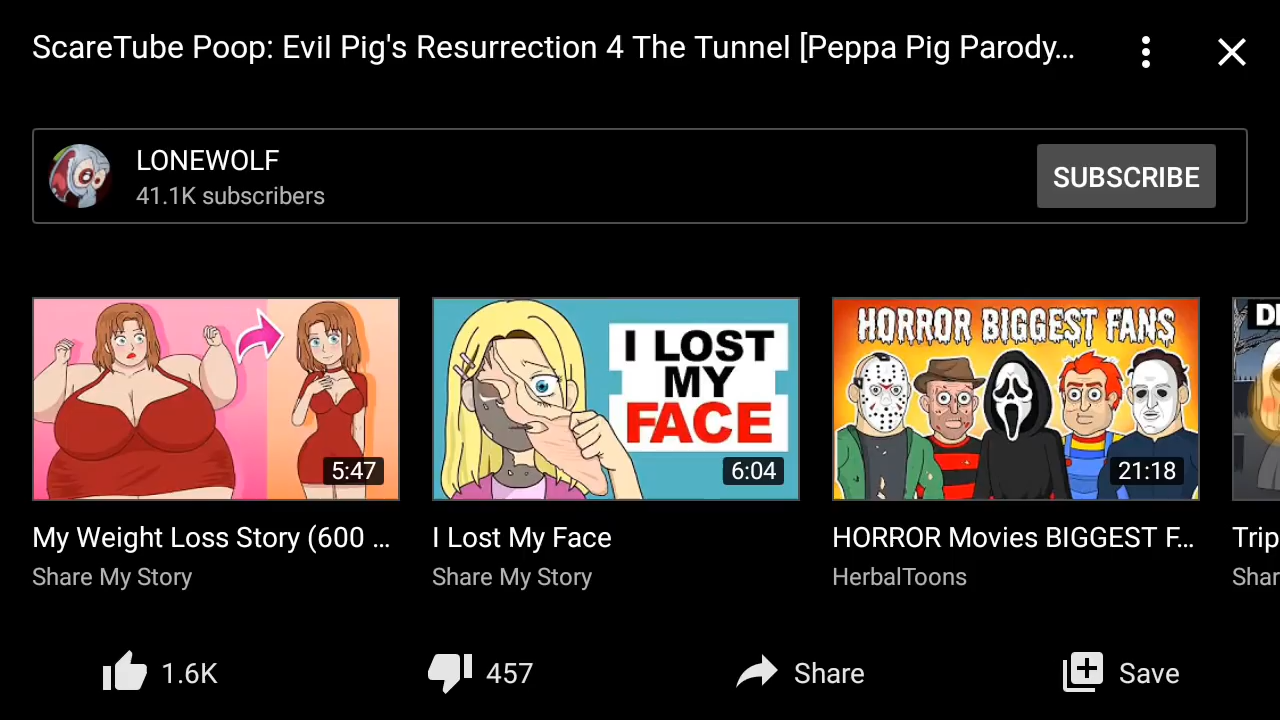 ScareTube Poop: Evil Pig's Resurrection 4 The Tunnel [Peppa Pig Parody...
LONEWOLF
41.1K subscribers
SUBSCRIBE
5:47
I LOST
MY
FACE
6:04
HORROR BIGGEST FANS
21:18
My Weight Loss Story (600 ...
I Lost My Face
HORROR Movies BIGGEST F...
Share My Story
Share My Story
HerbalToons
1.6K
457
Share
Save